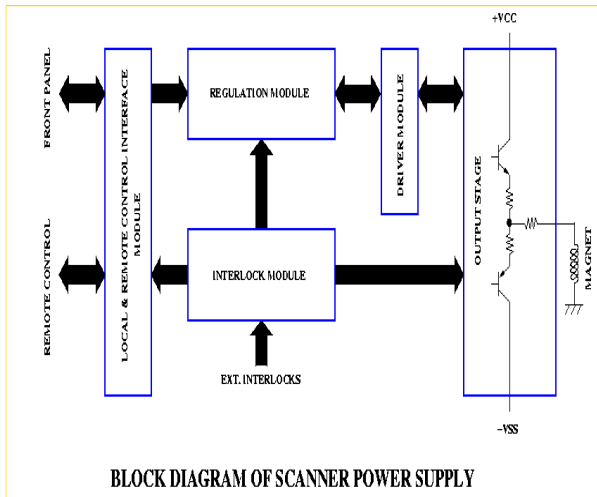 +VCC
FRONT PANEL
REMOTE CONTROL
LOCAL & REMOTE CONTROL INTERFACE
MODULE
REGULATION MODULE
DRIVER MODULE
INTERLOCK MODULE
EXT. INTERLOCKS
OUTPUT STAGE
MAGNET
-VSS
BLOCK DIAGRAM OF SCANNER POWER SUPPLY